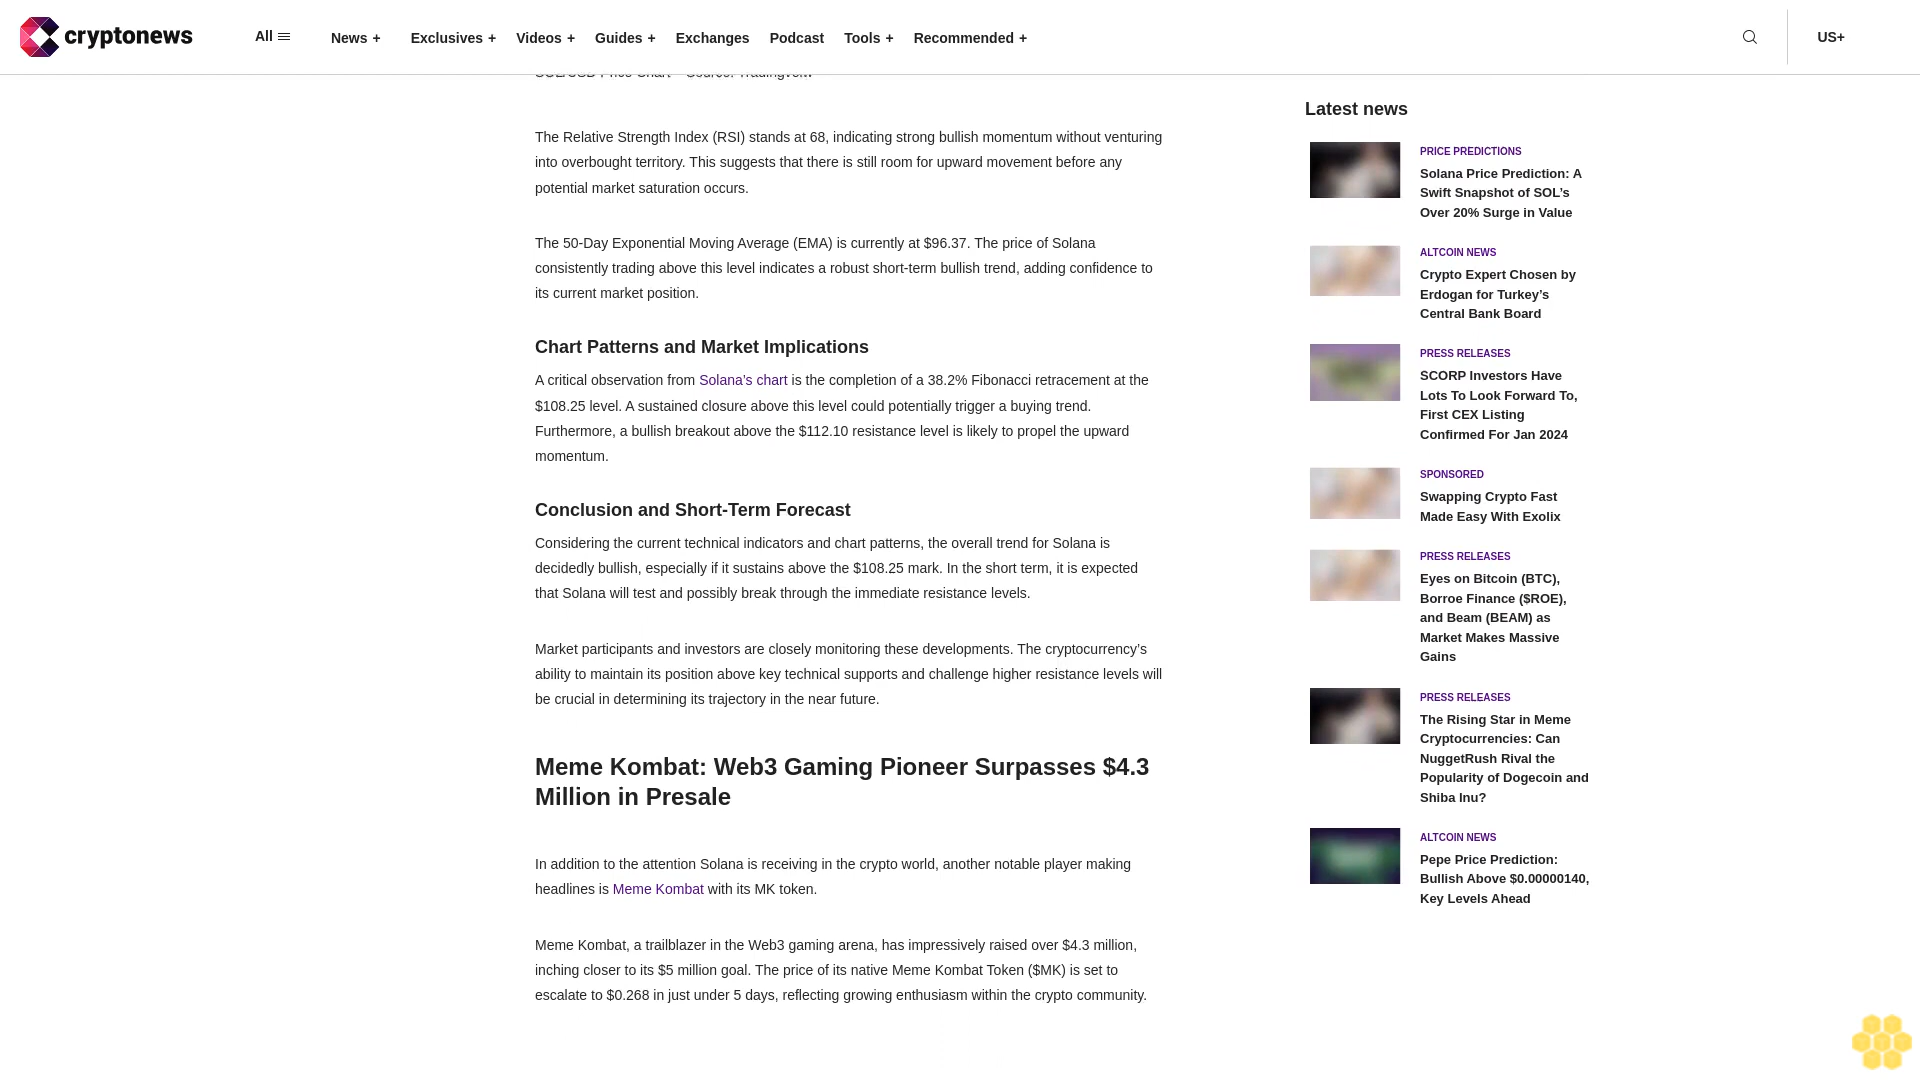 cryptonews
All
News +
Exclusives +
Videos +
Guides +
Exchanges
Podcast
Tools +
Recommended +
US+
SOL/USD Price Chart – Source: Tradingview
The Relative Strength Index (RSI) stands at 68, indicating strong bullish momentum without venturing
into overbought territory. This suggests that there is still room for upward movement before any
potential market saturation occurs.
The 50-Day Exponential Moving Average (EMA) is currently at $96.37. The price of Solana
consistently trading above this level indicates a robust short-term bullish trend, adding confidence to
its current market position.
Chart Patterns and Market Implications
A critical observation from Solana’s chart is the completion of a 38.2% Fibonacci retracement at the
$108.25 level. A sustained closure above this level could potentially trigger a buying trend.
Furthermore, a bullish breakout above the $112.10 resistance level is likely to propel the upward
momentum.
Conclusion and Short-Term Forecast
Considering the current technical indicators and chart patterns, the overall trend for Solana is
decidedly bullish, especially if it sustains above the $108.25 mark. In the short term, it is expected
that Solana will test and possibly break through the immediate resistance levels.
Market participants and investors are closely monitoring these developments. The cryptocurrency’s
ability to maintain its position above key technical supports and challenge higher resistance levels will
be crucial in determining its trajectory in the near future.
Meme Kombat: Web3 Gaming Pioneer Surpasses $4.3
Million in Presale
In addition to the attention Solana is receiving in the crypto world, another notable player making
headlines is Meme Kombat with its MK token.
Meme Kombat, a trailblazer in the Web3 gaming arena, has impressively raised over $4.3 million,
inching closer to its $5 million goal. The price of its native Meme Kombat Token ($MK) is set to
escalate to $0.268 in just under 5 days, reflecting growing enthusiasm within the crypto community.
Latest news
PRICE PREDICTIONS
Solana Price Prediction: A
Swift Snapshot of SOL’s
Over 20% Surge in Value
ALTCOIN NEWS
Crypto Expert Chosen by
Erdogan for Turkey’s
Central Bank Board
PRESS RELEASES
SCORP Investors Have
Lots To Look Forward To,
First CEX Listing
Confirmed For Jan 2024
SPONSORED
Swapping Crypto Fast
Made Easy With Exolix
PRESS RELEASES
Eyes on Bitcoin (BTC),
Borroe Finance ($ROE),
and Beam (BEAM) as
Market Makes Massive
Gains
PRESS RELEASES
The Rising Star in Meme
Cryptocurrencies: Can
NuggetRush Rival the
Popularity of Dogecoin and
Shiba Inu?
ALTCOIN NEWS
Pepe Price Prediction:
Bullish Above $0.00000140,
Key Levels Ahead